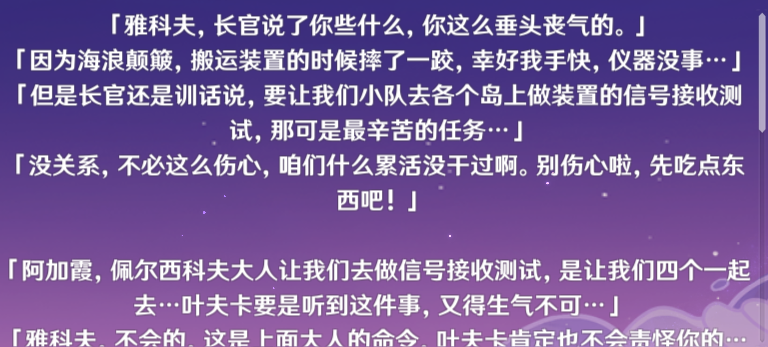 「雅科夫，长官说了你些什么，你这么垂头丧气的。」
「因为海浪颠簸，搬运装置的时候摔了一跤，幸好我手快，仪器没事…」
「但是长官还是训话说，要让我们小队去各个岛上做装置的信号接收测
试，那可是最辛苦的任务…」
「没关系，不必这么伤心，咱们什么累活没干过啊。别伤心啦，先吃点东
西吧！」
「阿加霞，佩尔西科夫大人让我们去做信号接收测试，是让我们四个一起
去…叶夫卡要是听到这件事，又得生气不可…」
「雅科夫，不会的，这是上面大人的命令，叶夫卡肯定也不会责怪你的…